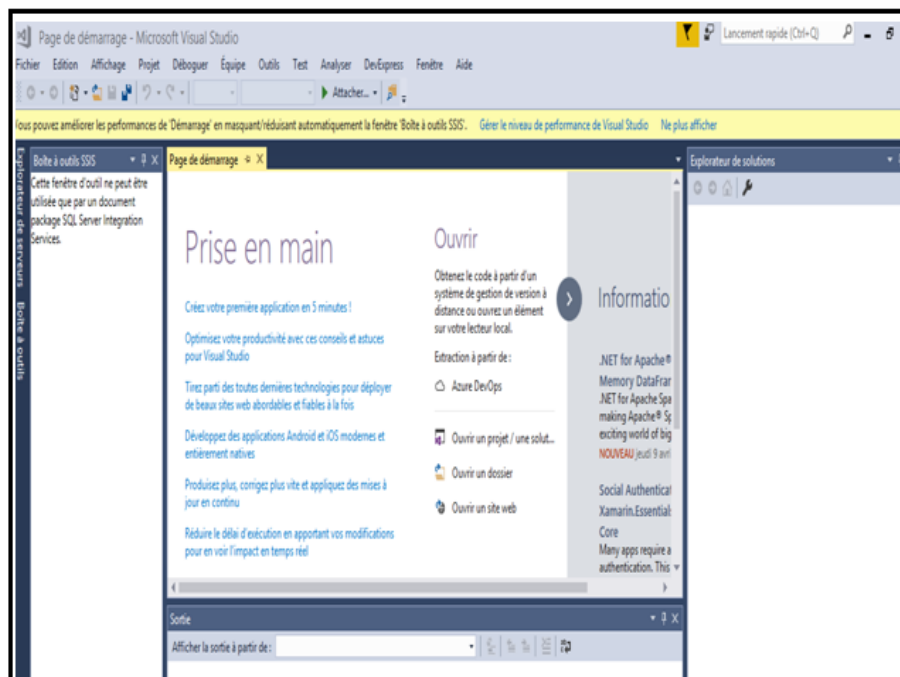 Page de démarrage - Microsoft Visual Studio
Lancement rapide (Ctrl+Q)
Fichier Edition Affichage Projet Déboguer Équipe Outils Test Analyser DevExpress Fenêtre Aide
Attacher...
Vous pouvez améliorer les performances de 'Démarrage' en masquant/réduisant automatiquement la fenêtre 'Boîte à outils SSIS'. Gérer le niveau de performance de Visual Studio Ne plus afficher
Explorateur de serveurs
Boîte à outils
Boîte à outils SSIS
Cette fenêtre d'outil ne peut être
utilisée que par un document
package SQL Server Integration
Services.
Page de démarrage
Prise en main
Créez votre première application en 5 minutes !
Optimisez votre productivité avec ces conseils et astuces
pour Visual Studio
Tirez parti des toutes dernières technologies pour déployer
de beaux sites web abordables et fiables à la fois
Développez des applications Android et iOS modernes et
entièrement natives
Produisez plus, corrigez plus vite et appliquez des mises à
jour en continu
Réduire le délai d'exécution en apportant vos modifications
pour en voir l'impact en temps réel
Ouvrir
Obtenez le code à partir d'un
système de gestion de version à
distance ou ouvrez un élément
sur votre lecteur local.
Extraction à partir de :
Azure DevOps
Ouvrir un projet / une solut...
Ouvrir un dossier
Ouvrir un site web
Informatio
.NET for Apache®
Memory DataFrar
.NET for Apache Spa
making Apache® Sp
exciting world of big
NOUVEAU jeudi 9 avri
Social Authenticat
Xamarin.Essential
Core
Many apps require a
authentication. This
Explorateur de solutions
Sortie
Afficher la sortie à partir de :